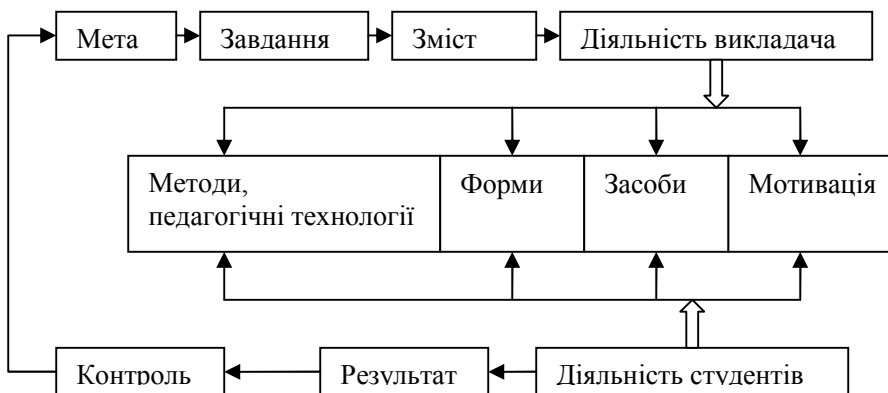 Мета
Завдання
Зміст
Діяльність викладача
Методи,
педагогічні технології
Форми
Засоби
Мотивація
Контроль
Результат
Діяльність студентів